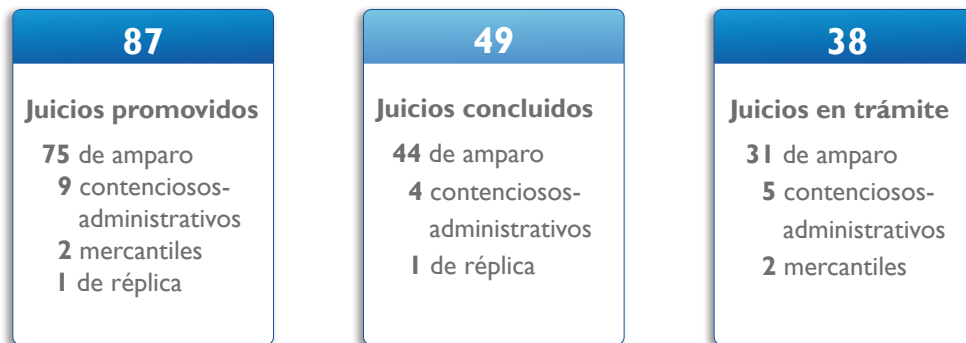 87
Juicios promovidos
75 de amparo
9 contenciosos-
administrativos
2 mercantiles
1 de réplica
49
Juicios concluidos
44 de amparo
4 contenciosos-
administrativos
1 de réplica
38
Juicios en trámite
31 de amparo
5 contenciosos-
administrativos
2 mercantiles